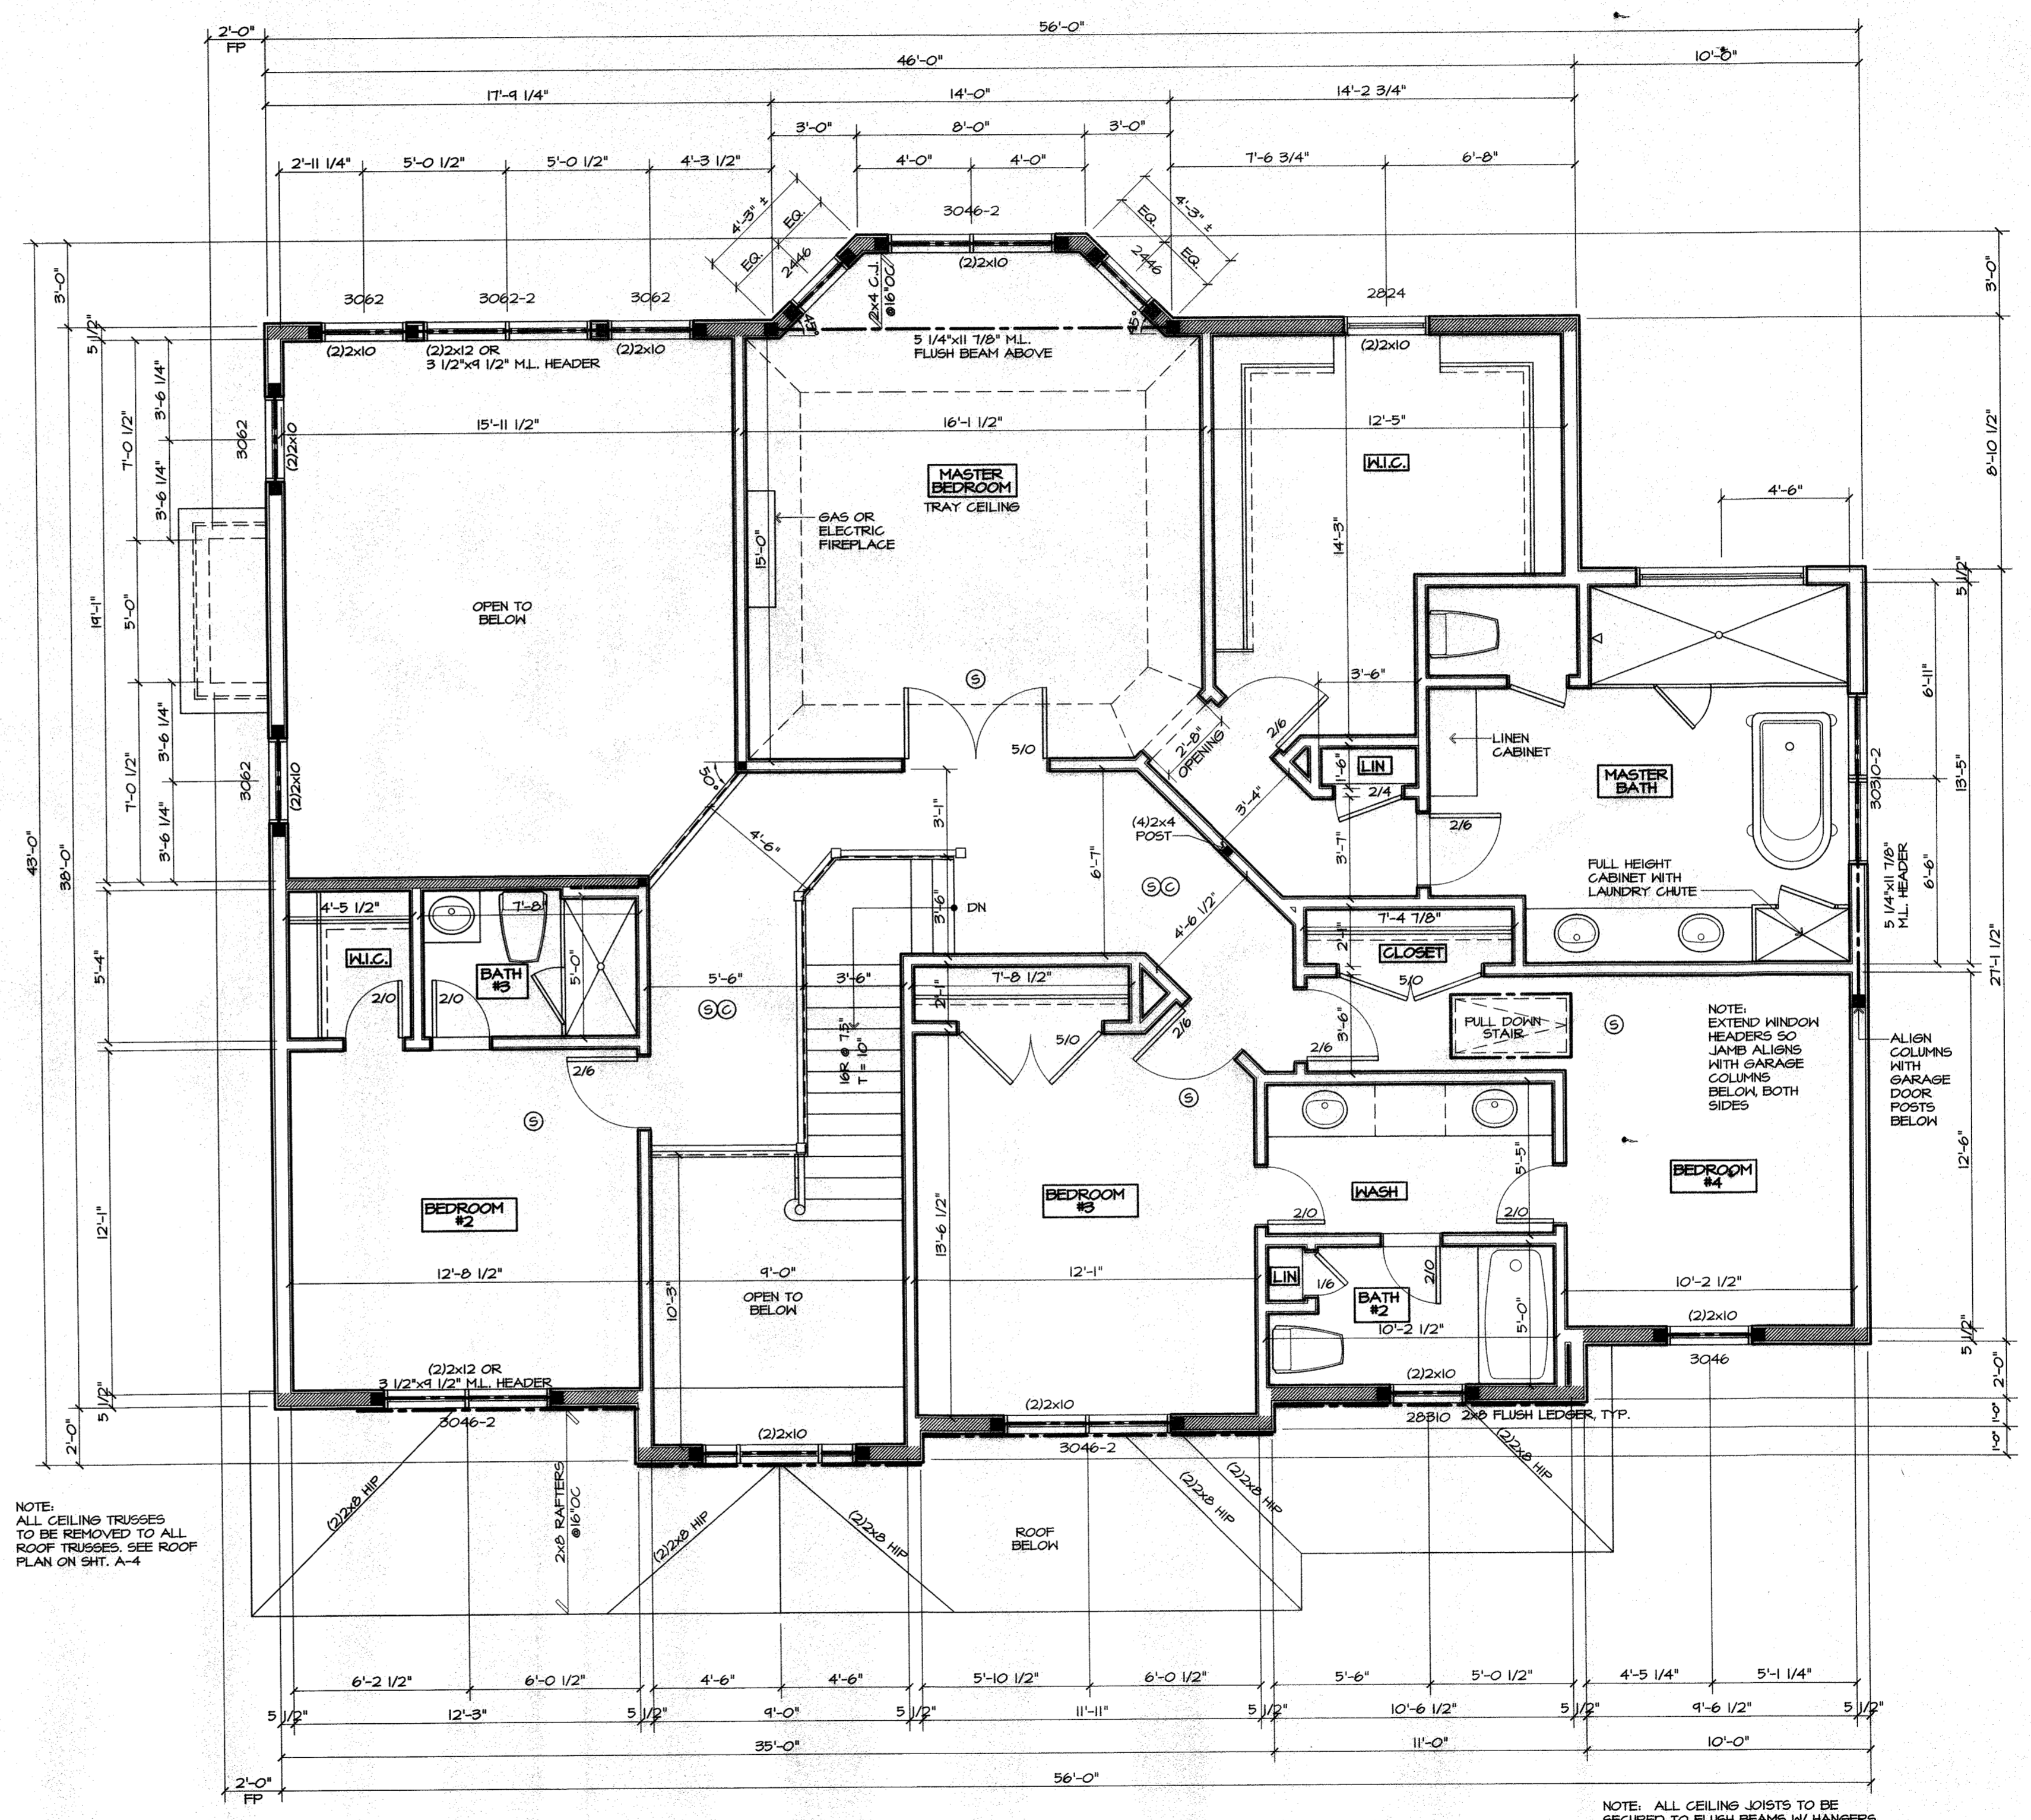 2'-0"
FP
56'-0"
46'-0"
10'-0"
17'-9 1/4"
14'-0"
14'-2 3/4"
3'-0"
8'-0"
3'-0"
2'-11 1/4"
5'-0 1/2"
5'-0 1/2"
4'-3 1/2"
4'-0"
4'-0"
7'-6 3/4"
6'-8"
4'-3" ±
EQ.
EQ.
2446
3046-2
(2)2x10
2x4 C.J.
@16"OC
4'-3" ±
EQ.
EQ.
2446
3'-0"
3'-0"
3062
3062-2
3062
2824
45°
45°
5 1/2"
(2)2x10
(2)2x12 OR
3 1/2"x9 1/2" M.L. HEADER
(2)2x10
5 1/4"x11 7/8" M.L.
FLUSH BEAM ABOVE
(2)2x10
3'-6 1/4"
7'-0 1/2"
3062
(2)2x10
3'-6 1/4"
15'-11 1/2"
16'-1 1/2"
12'-5"
8'-10 1/2"
MASTER
BEDROOM
TRAY CEILING
W.I.C.
4'-6"
GAS OR
ELECTRIC
FIREPLACE
15'-0"
14'-3"
19'-1"
5'-0"
OPEN TO
BELOW
5 1/2"
S
3'-6"
6'-11"
3'-6 1/4"
7'-0 1/2"
3062
(2)2x10
3'-6 1/4"
5/0
2'-8"
OPENING
2/6
LINEN
CABINET
LIN
1'-6"
2/4
MASTER
BATH
30310-2
13'-5"
50°
3'-1"
3'-4"
2/6
(4)2x4
POST
4'-6"
6'-7"
3'-7"
FULL HEIGHT
CABINET WITH
LAUNDRY CHUTE
5 1/4"x11 7/8"
M.L. HEADER
6'-6"
43'-0"
38'-0"
SC
3'-6"
DN
4'-5 1/2"
7'-8"
4'-6 1/2"
7'-4 7/8"
2'-1"
CLOSET
27'-1 1/2"
5'-4"
W.I.C.
BATH
#3
5'-0"
2/0
2/0
5'-6"
3'-6"
7'-8 1/2"
2'-1"
5/0
SC
16R @ 7.5"
T = 10"
5/0
2/6
3'-6"
2/6
PULL DOWN
STAIR
S
NOTE:
EXTEND WINDOW
HEADERS SO
JAMB ALIGNS
WITH GARAGE
COLUMNS
BELOW, BOTH
SIDES
ALIGN
COLUMNS
WITH
GARAGE
DOOR
POSTS
BELOW
2/6
S
S
12'-6"
12'-1"
BEDROOM
#2
BEDROOM
#3
WASH
5'-5"
BEDROOM
#4
13'-6 1/2"
2/0
2/0
12'-8 1/2"
9'-0"
OPEN TO
BELOW
10'-3"
12'-1"
LIN
1/6
2/0
BATH
#2
10'-2 1/2"
5'-0"
10'-2 1/2"
(2)2x10
3046
5 1/2"
2'-0"
(2)2x12 OR
3 1/2"x9 1/2" M.L. HEADER
3046-2
5 1/2"
2'-0"
(2)2x10
(2)2x10
3046-2
(2)2x10
28310
2x8 FLUSH LEDGER, TYP.
1'-0"
1'-0"
NOTE:
ALL CEILING TRUSSES
TO BE REMOVED TO ALL
ROOF TRUSSES. SEE ROOF
PLAN ON SHT. A-4
(2)2x8 HIP
2x8 RAFTERS
@16"OC
(2)2x8 HIP
(2)2x8 HIP
ROOF
BELOW
(2)2x8 HIP
(2)2x8 HIP
(2)2x8 HIP
6'-2 1/2"
6'-0 1/2"
4'-6"
4'-6"
5'-10 1/2"
6'-0 1/2"
5'-6"
5'-0 1/2"
4'-5 1/4"
5'-1 1/4"
5 1/2"
12'-3"
5 1/2"
9'-0"
5 1/2"
11'-11"
5 1/2"
10'-6 1/2"
5 1/2"
9'-6 1/2"
5 1/2"
35'-0"
11'-0"
10'-0"
2'-0"
FP
56'-0"
NOTE: ALL CEILING JOISTS TO BE
SECURED TO FLUSH BEAMS W/ HANGERS